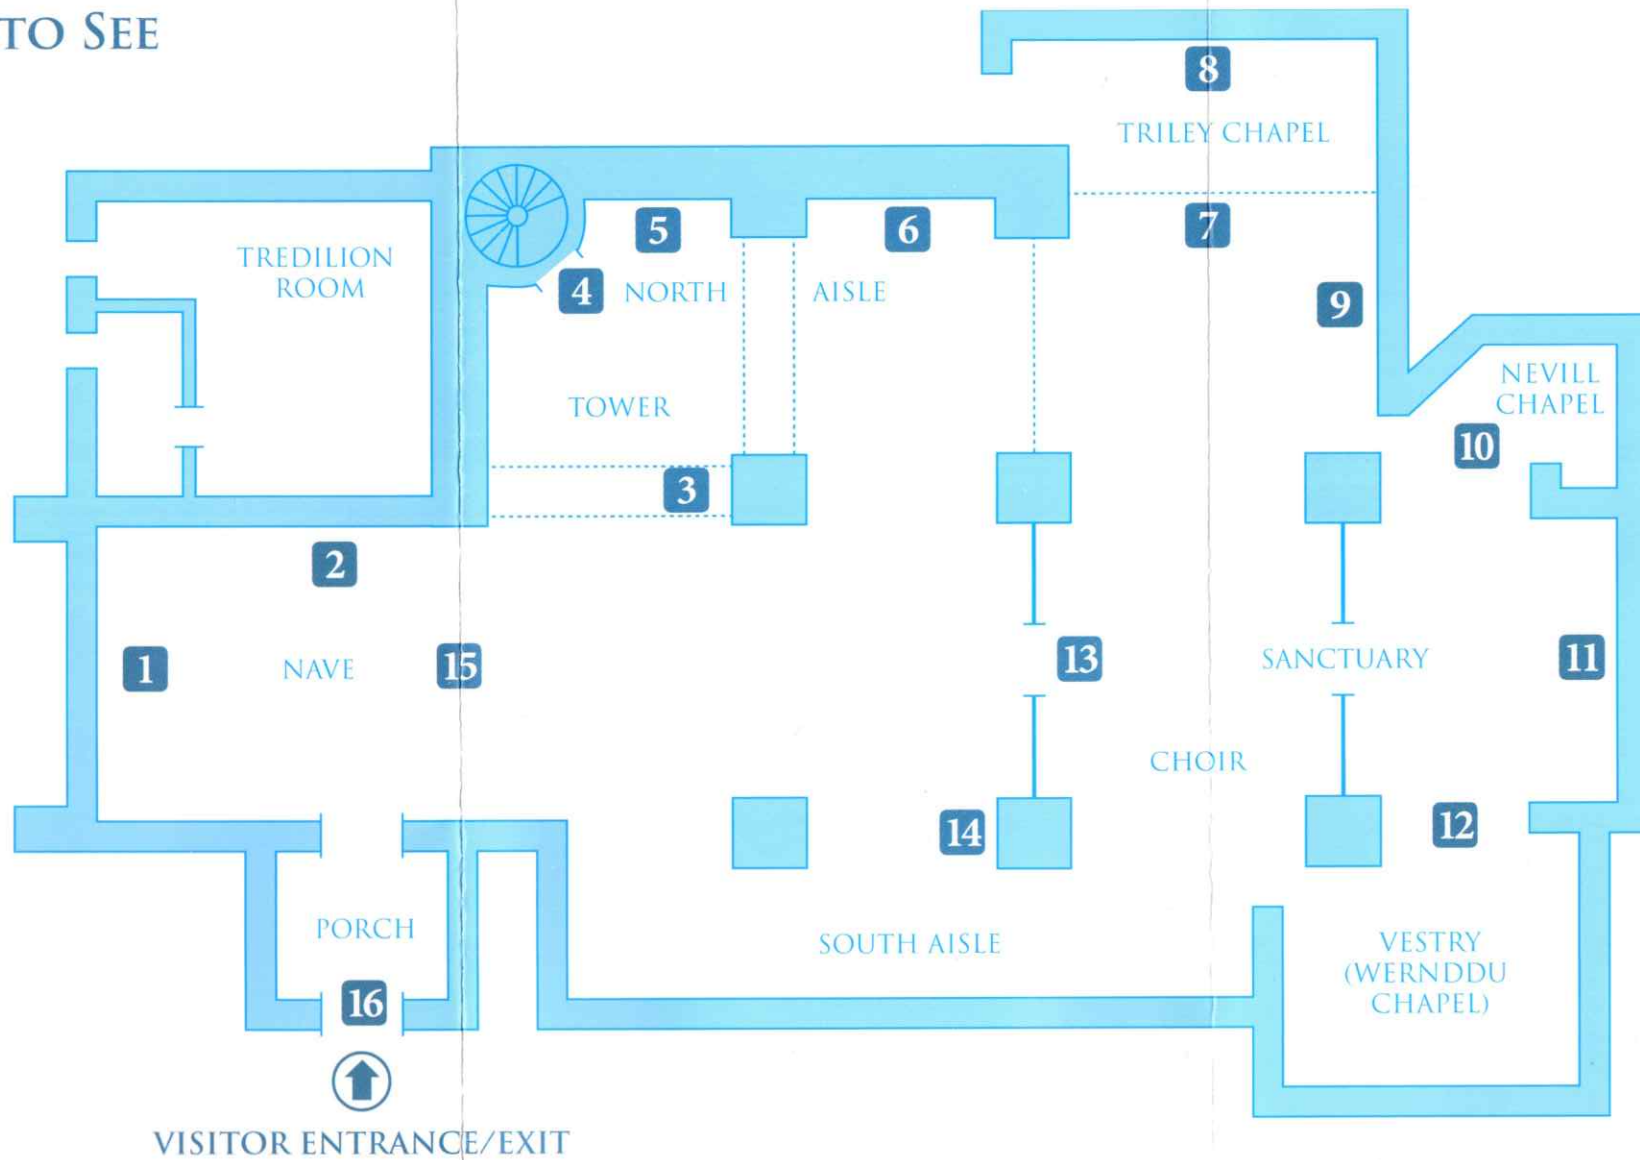 TO SEE
8
TRILEY CHAPEL
5
6
7
TREDILION
ROOM
4
NORTH
AISLE
9
NEVILL
CHAPEL
TOWER
10
3
2
1
NAVE
15
13
SANCTUARY
11
CHOIR
14
12
PORCH
SOUTH AISLE
VESTRY
(WERNDDU
CHAPEL)
16
VISITOR ENTRANCE/EXIT